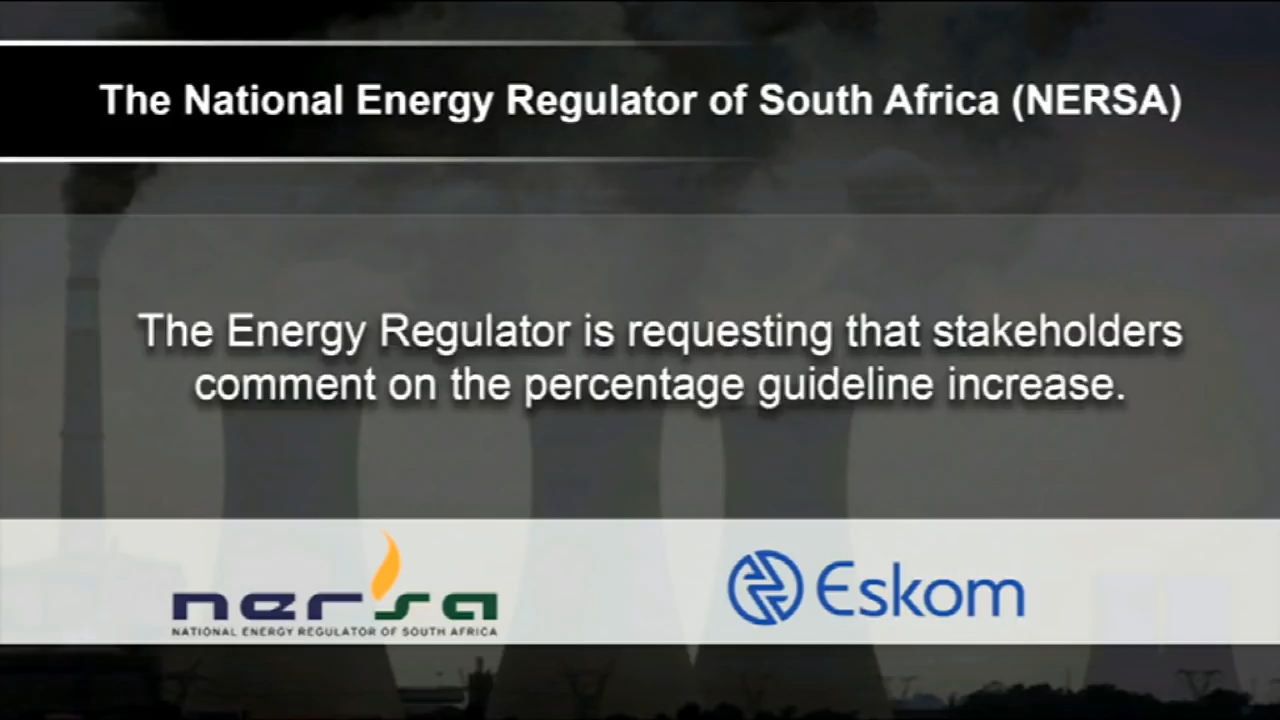 The National Energy Regulator of South Africa (NERSA)
The Energy Regulator is requesting that stakeholders
comment on the percentage guideline increase.
nersa
NATIONAL ENERGY REGULATOR OF SOUTH AFRICA
Eskom